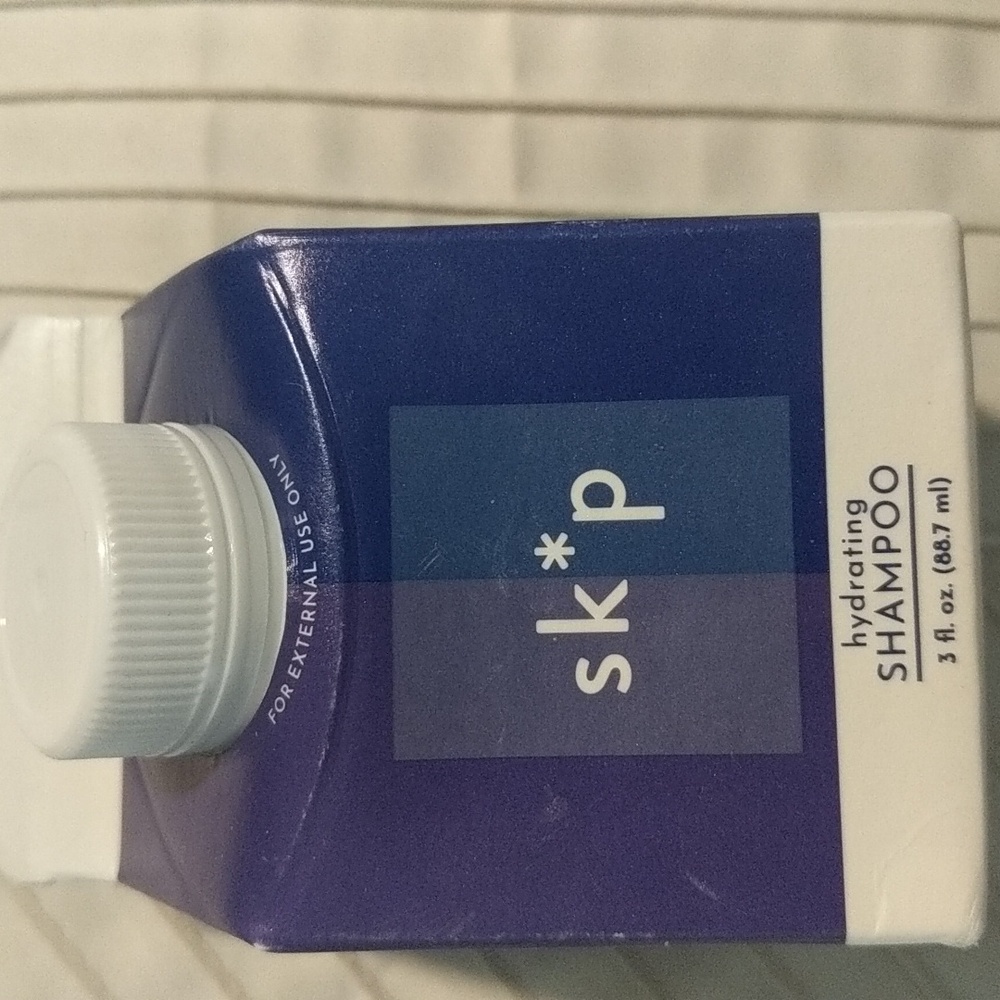 FOR EXTERNAL USE ONLY
sk*p
hydrating
SHAMPOO
3 fl. oz. (88.7 ml)